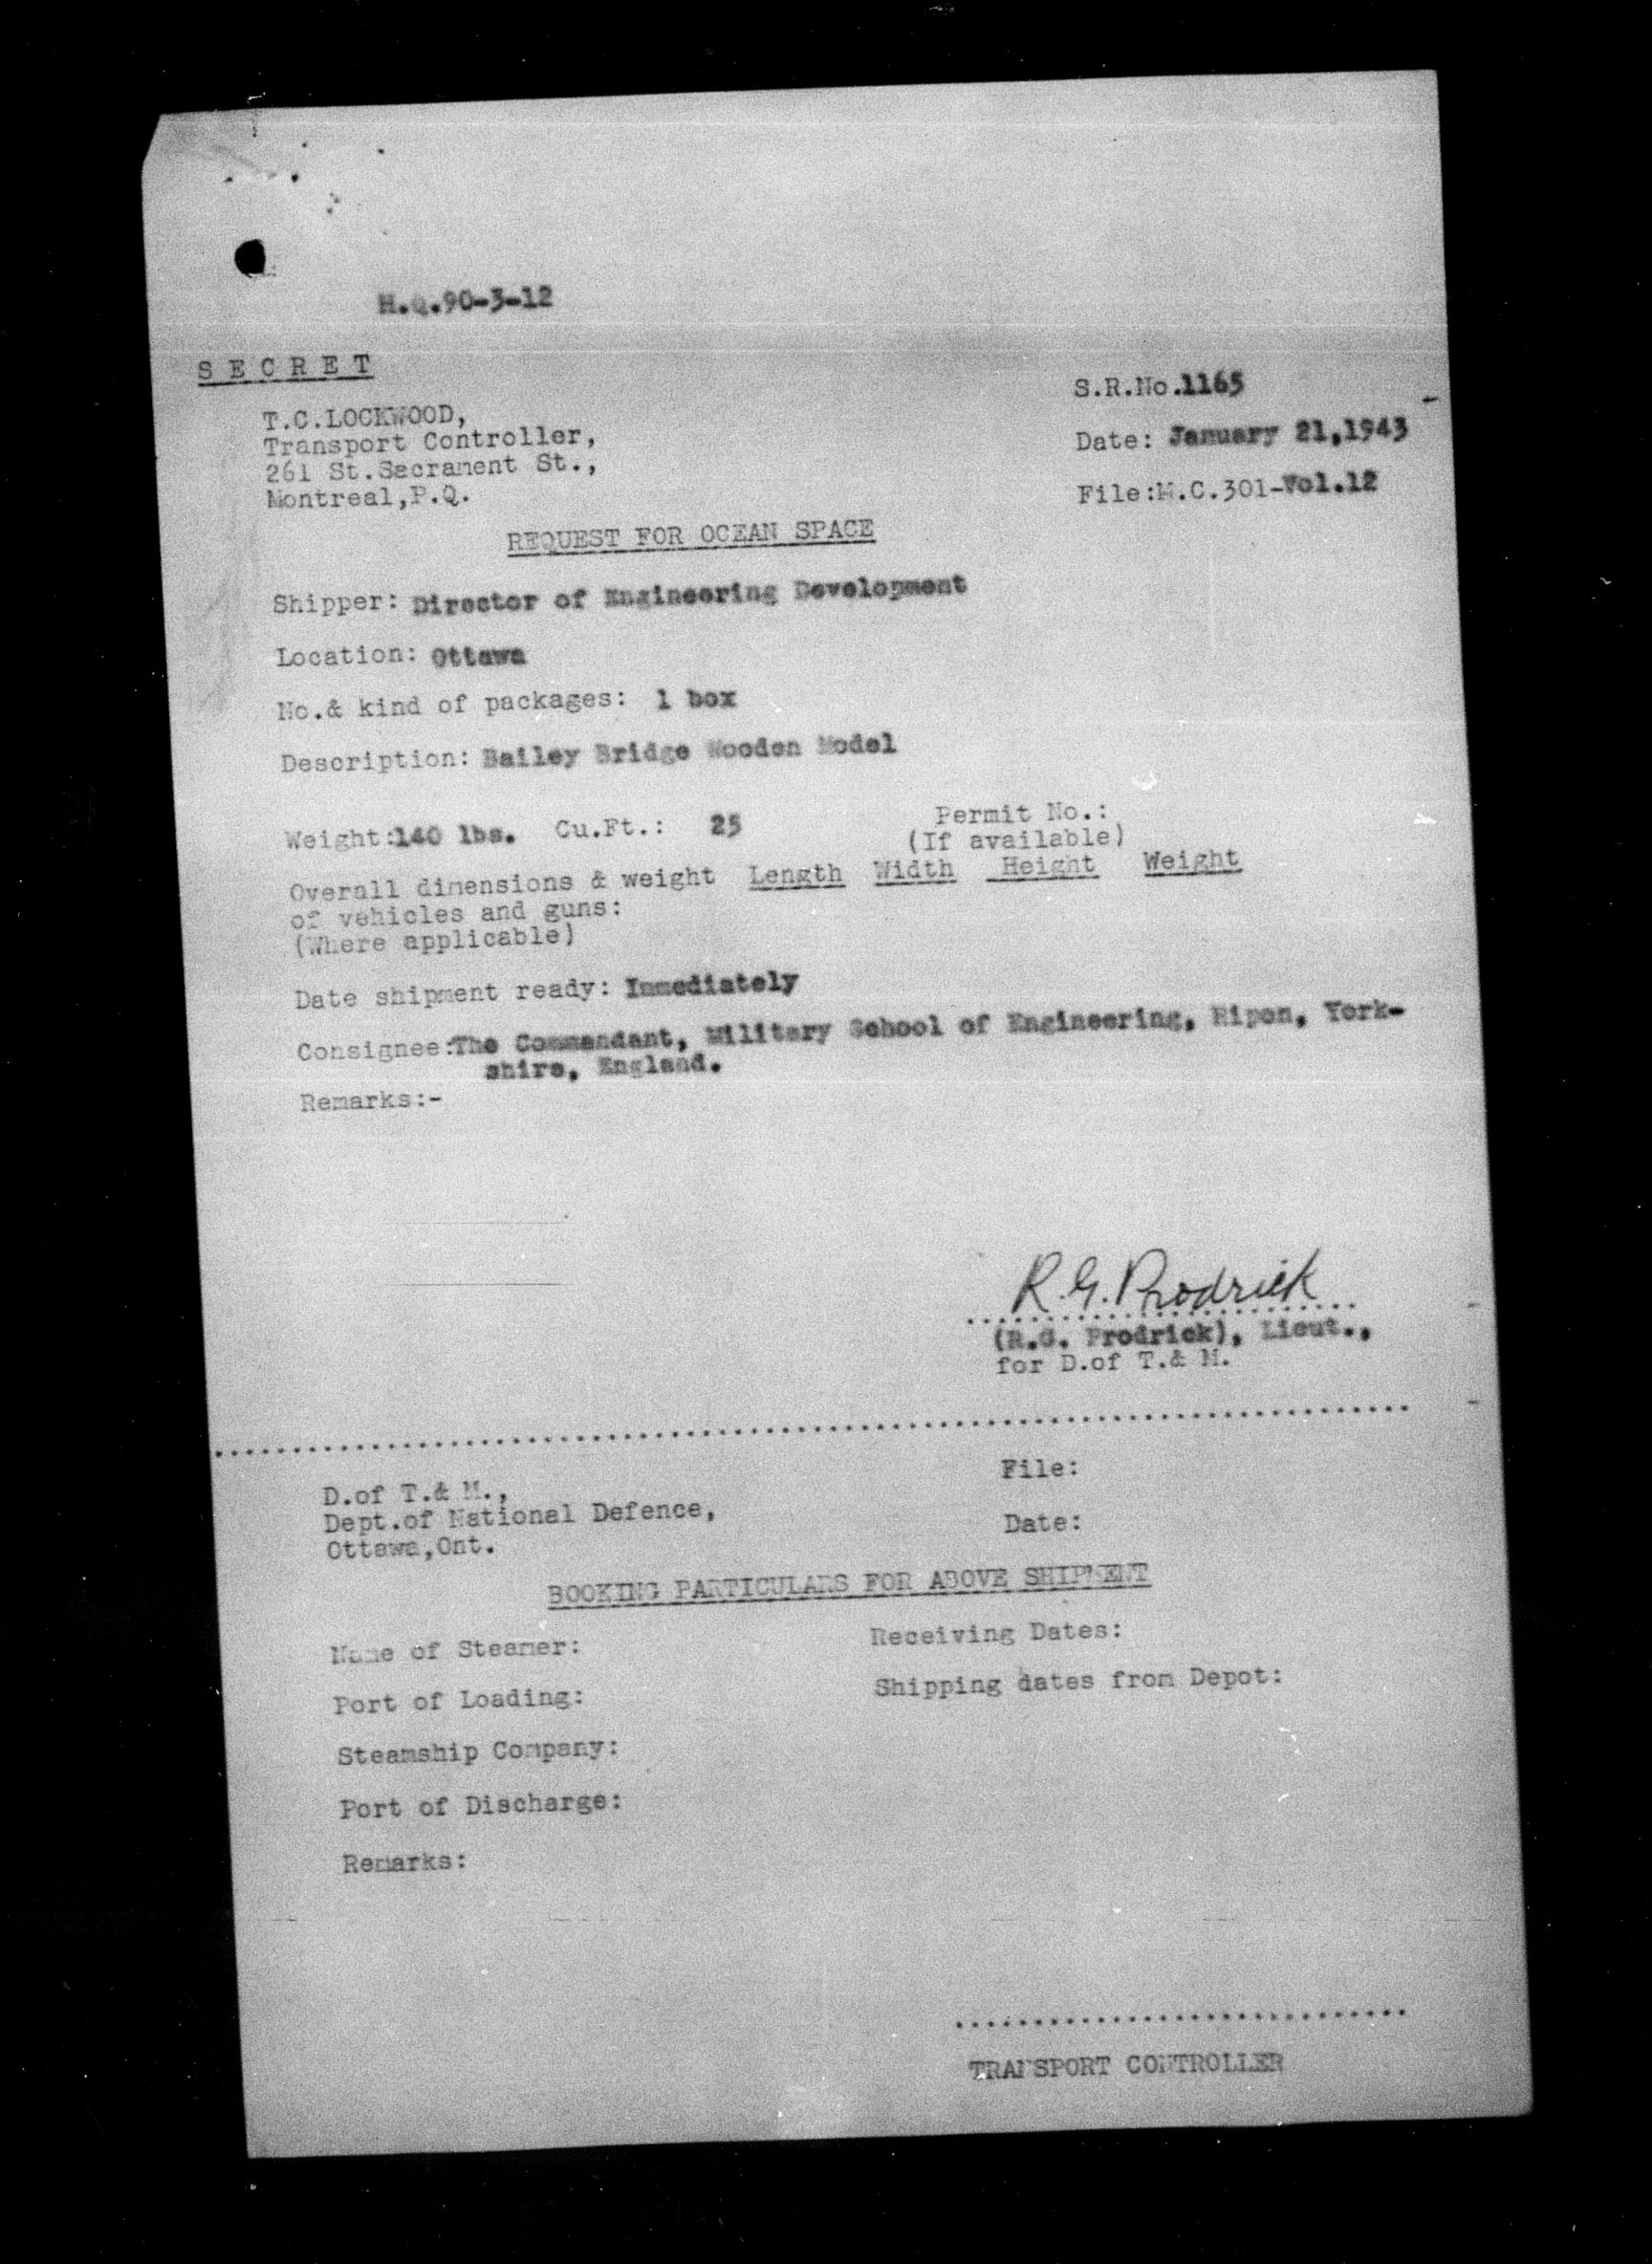 H.Q.90-3-12
SECRET
S.R.No.1165
T.C.LOCKWOOD,
Transport Controller,
261 St.Sacrament St.,
Montreal,P.Q.
Date: January 21,1943
File:M.C.301-Vol.12
REQUEST FOR OCEAN SPACE
Shipper: Director of Engineering Development
Location: Ottawa
No.& kind of packages: 1 box
Description: Bailey Bridge Wooden Model
Weight:140 lbs. Cu.Ft.: 25 Permit No.:
(If available)
Overall dimensions & weight Length Width Height Weight
of vehicles and guns:
(Where applicable)
Date shipment ready: Immediately
Consignee:The Commandant, Military School of Engineering, Ripon, York-
shire, England.
Remarks:-
R.G. Prodrick
(R.G. Prodrick), Lieut.,
for D.of T.& M.
D.of T.& M.,
Dept.of National Defence,
Ottawa,Ont.
File:
Date:
BOOKING PARTICULARS FOR ABOVE SHIPMENT
Name of Steamer: Receiving Dates:
Port of Loading: Shipping dates from Depot:
Steamship Company:
Port of Discharge:
Remarks:
TRANSPORT CONTROLLER